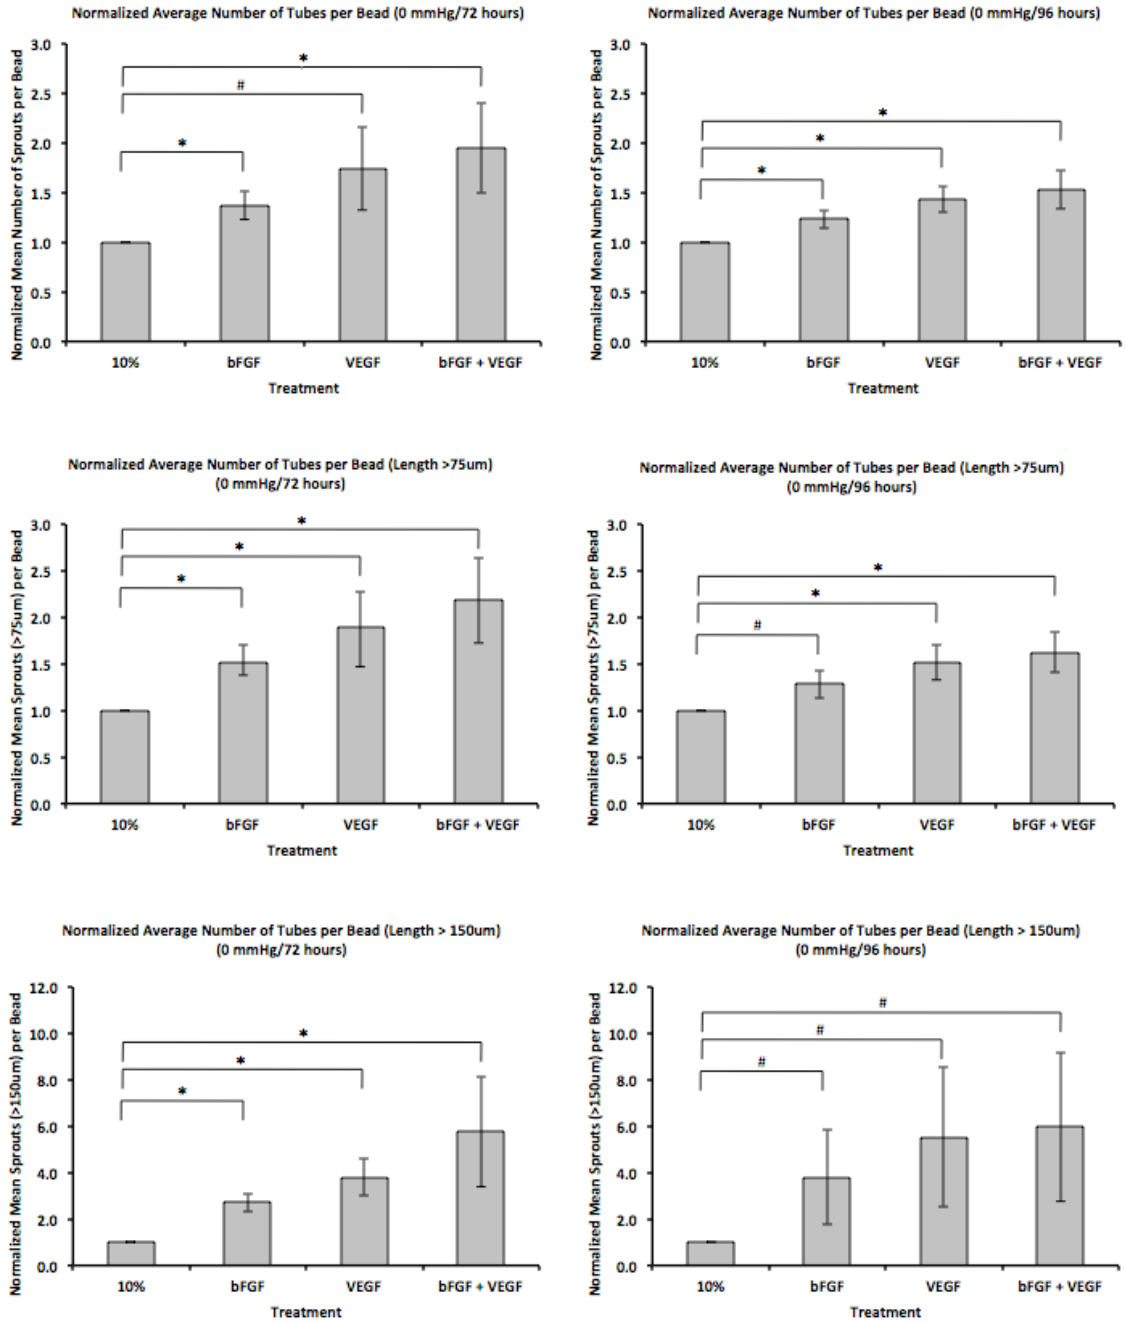 Normalized Average Number of Tubes per Bead (0 mmHg/72 hours)
Normalized Mean Number of Sprouts per Bead
3.0
2.5
2.0
1.5
1.0
0.5
0.0
*
#
*
10% bFGF VEGF bFGF + VEGF
Treatment
Normalized Average Number of Tubes per Bead (0 mmHg/96 hours)
Normalized Mean Number of Sprouts per Bead
3.0
2.5
2.0
1.5
1.0
0.5
0.0
*
*
*
10% bFGF VEGF bFGF + VEGF
Treatment
Normalized Average Number of Tubes per Bead (Length >75um)
(0 mmHg/72 hours)
Normalized Mean Sprouts (>75um) per Bead
3.0
2.5
2.0
1.5
1.0
0.5
0.0
*
*
*
10% bFGF VEGF bFGF + VEGF
Treatment
Normalized Average Number of Tubes per Bead (Length >75um)
(0 mmHg/96 hours)
Normalized Mean Sprouts (>75um) per Bead
3.0
2.5
2.0
1.5
1.0
0.5
0.0
*
*
#
10% bFGF VEGF bFGF + VEGF
Treatment
Normalized Average Number of Tubes per Bead (Length > 150um)
(0 mmHg/72 hours)
Normalized Mean Sprouts (>150um) per Bead
12.0
10.0
8.0
6.0
4.0
2.0
0.0
*
*
*
10% bFGF VEGF bFGF + VEGF
Treatment
Normalized Average Number of Tubes per Bead (Length > 150um)
(0 mmHg/96 hours)
Normalized Mean Sprouts (>150um) per Bead
12.0
10.0
8.0
6.0
4.0
2.0
0.0
#
#
#
10% bFGF VEGF bFGF + VEGF
Treatment